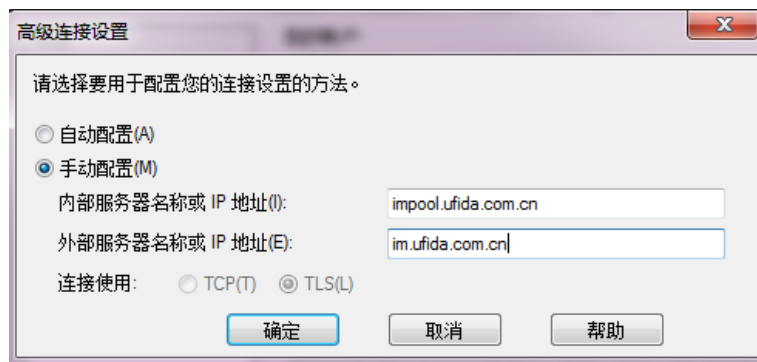 高级连接设置
请选择要用于配置您的连接设置的方法。
自动配置(A)
手动配置(M)
内部服务器名称或 IP 地址(I): impool.ufida.com.cn
外部服务器名称或 IP 地址(E): im.ufida.com.cn
连接使用: TCP(T) TLS(L)
确定 取消 帮助